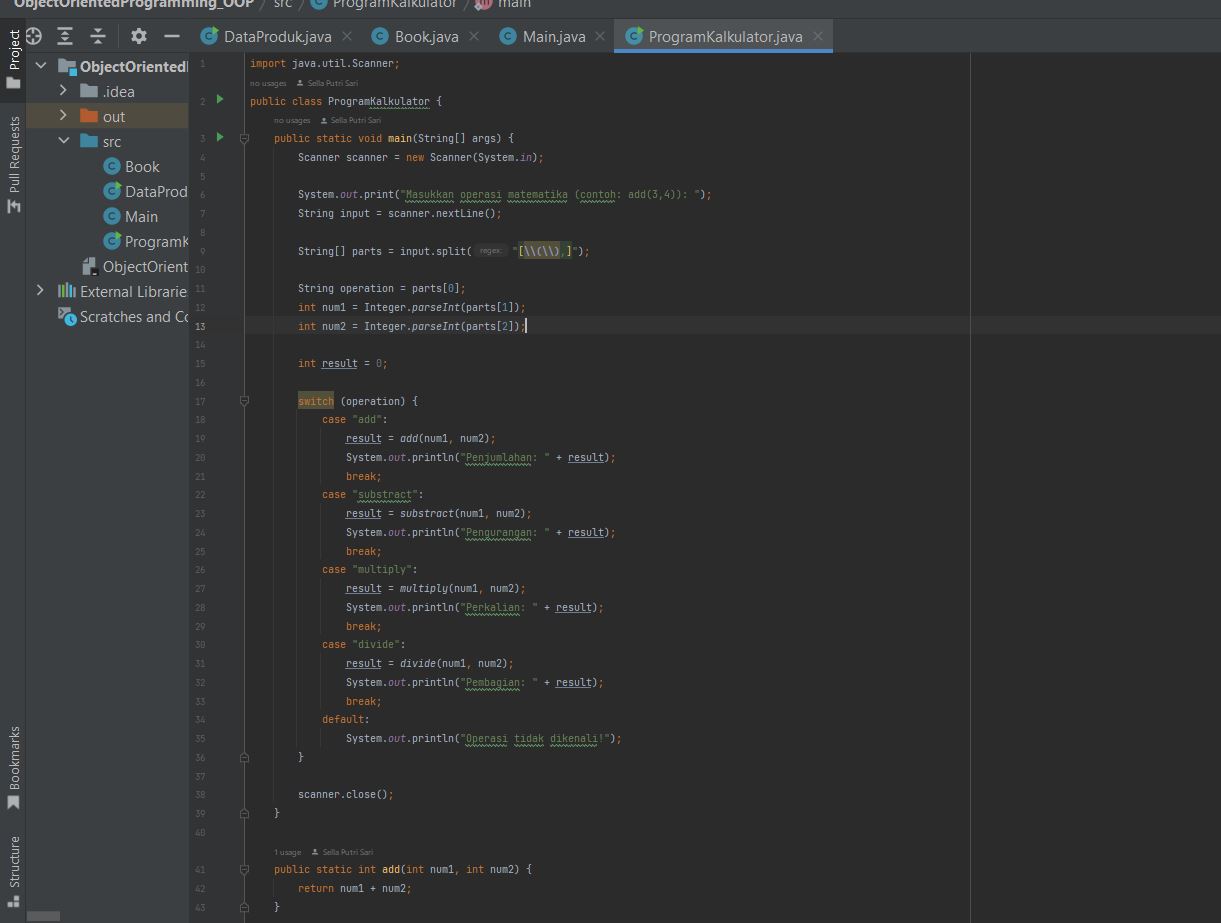 ObjectOrientedProgramming_OOP / src / ProgramKalkulator / main
DataProduk.java
Book.java
Main.java
ProgramKalkulator.java
Project
Pull Requests
Bookmarks
Structure
ObjectOriented
.idea
out
src
Book
DataProd
Main
ProgramK
ObjectOrient
External Librarie
Scratches and Co
1 import java.util.Scanner;
no usages Sella Putri Sari
2 public class ProgramKalkulator {
no usages Sella Putri Sari
3 public static void main(String[] args) {
4 Scanner scanner = new Scanner(System.in);
5
6 System.out.print("Masukkan operasi matematika (contoh: add(3,4)): ");
7 String input = scanner.nextLine();
8
9 String[] parts = input.split( regex: "[\\(\\),]");
10
11 String operation = parts[0];
12 int num1 = Integer.parseInt(parts[1]);
13 int num2 = Integer.parseInt(parts[2]);
14
15 int result = 0;
16
17 switch (operation) {
18 case "add":
19 result = add(num1, num2);
20 System.out.println("Penjumlahan: " + result);
21 break;
22 case "substract":
23 result = substract(num1, num2);
24 System.out.println("Pengurangan: " + result);
25 break;
26 case "multiply":
27 result = multiply(num1, num2);
28 System.out.println("Perkalian: " + result);
29 break;
30 case "divide":
31 result = divide(num1, num2);
32 System.out.println("Pembagian: " + result);
33 break;
34 default:
35 System.out.println("Operasi tidak dikenali!");
36 }
37
38 scanner.close();
39 }
40
1 usage Sella Putri Sari
41 public static int add(int num1, int num2) {
42 return num1 + num2;
43 }